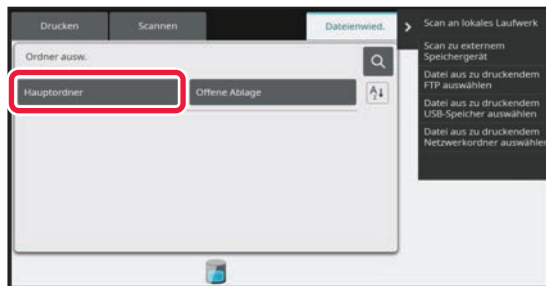 Drucken
Scannen
Dateienwied.
Ordner ausw.
Hauptordner
Offene Ablage
Scan an lokales Laufwerk
Scan zu externem
Speichergerät
Datei aus zu druckendem
FTP auswählen
Datei aus zu druckendem
USB-Speicher auswählen
Datei aus zu druckendem
Netzwerkordner auswählen